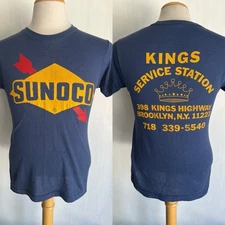 SUNOCO
KINGS
SERVICE STATION
398 KINGS HIGHWAY
BROOKLYN, N.Y. 11223
718 339-5540